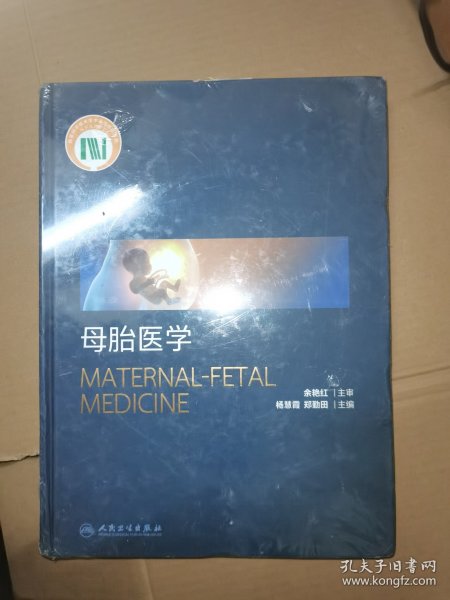 母胎医学
MATERNAL-FETAL
MEDICINE
余艳红 | 主审
杨慧霞 郑勤田 | 主编
人民卫生出版社
孔夫子旧书网
www.kongfz.com